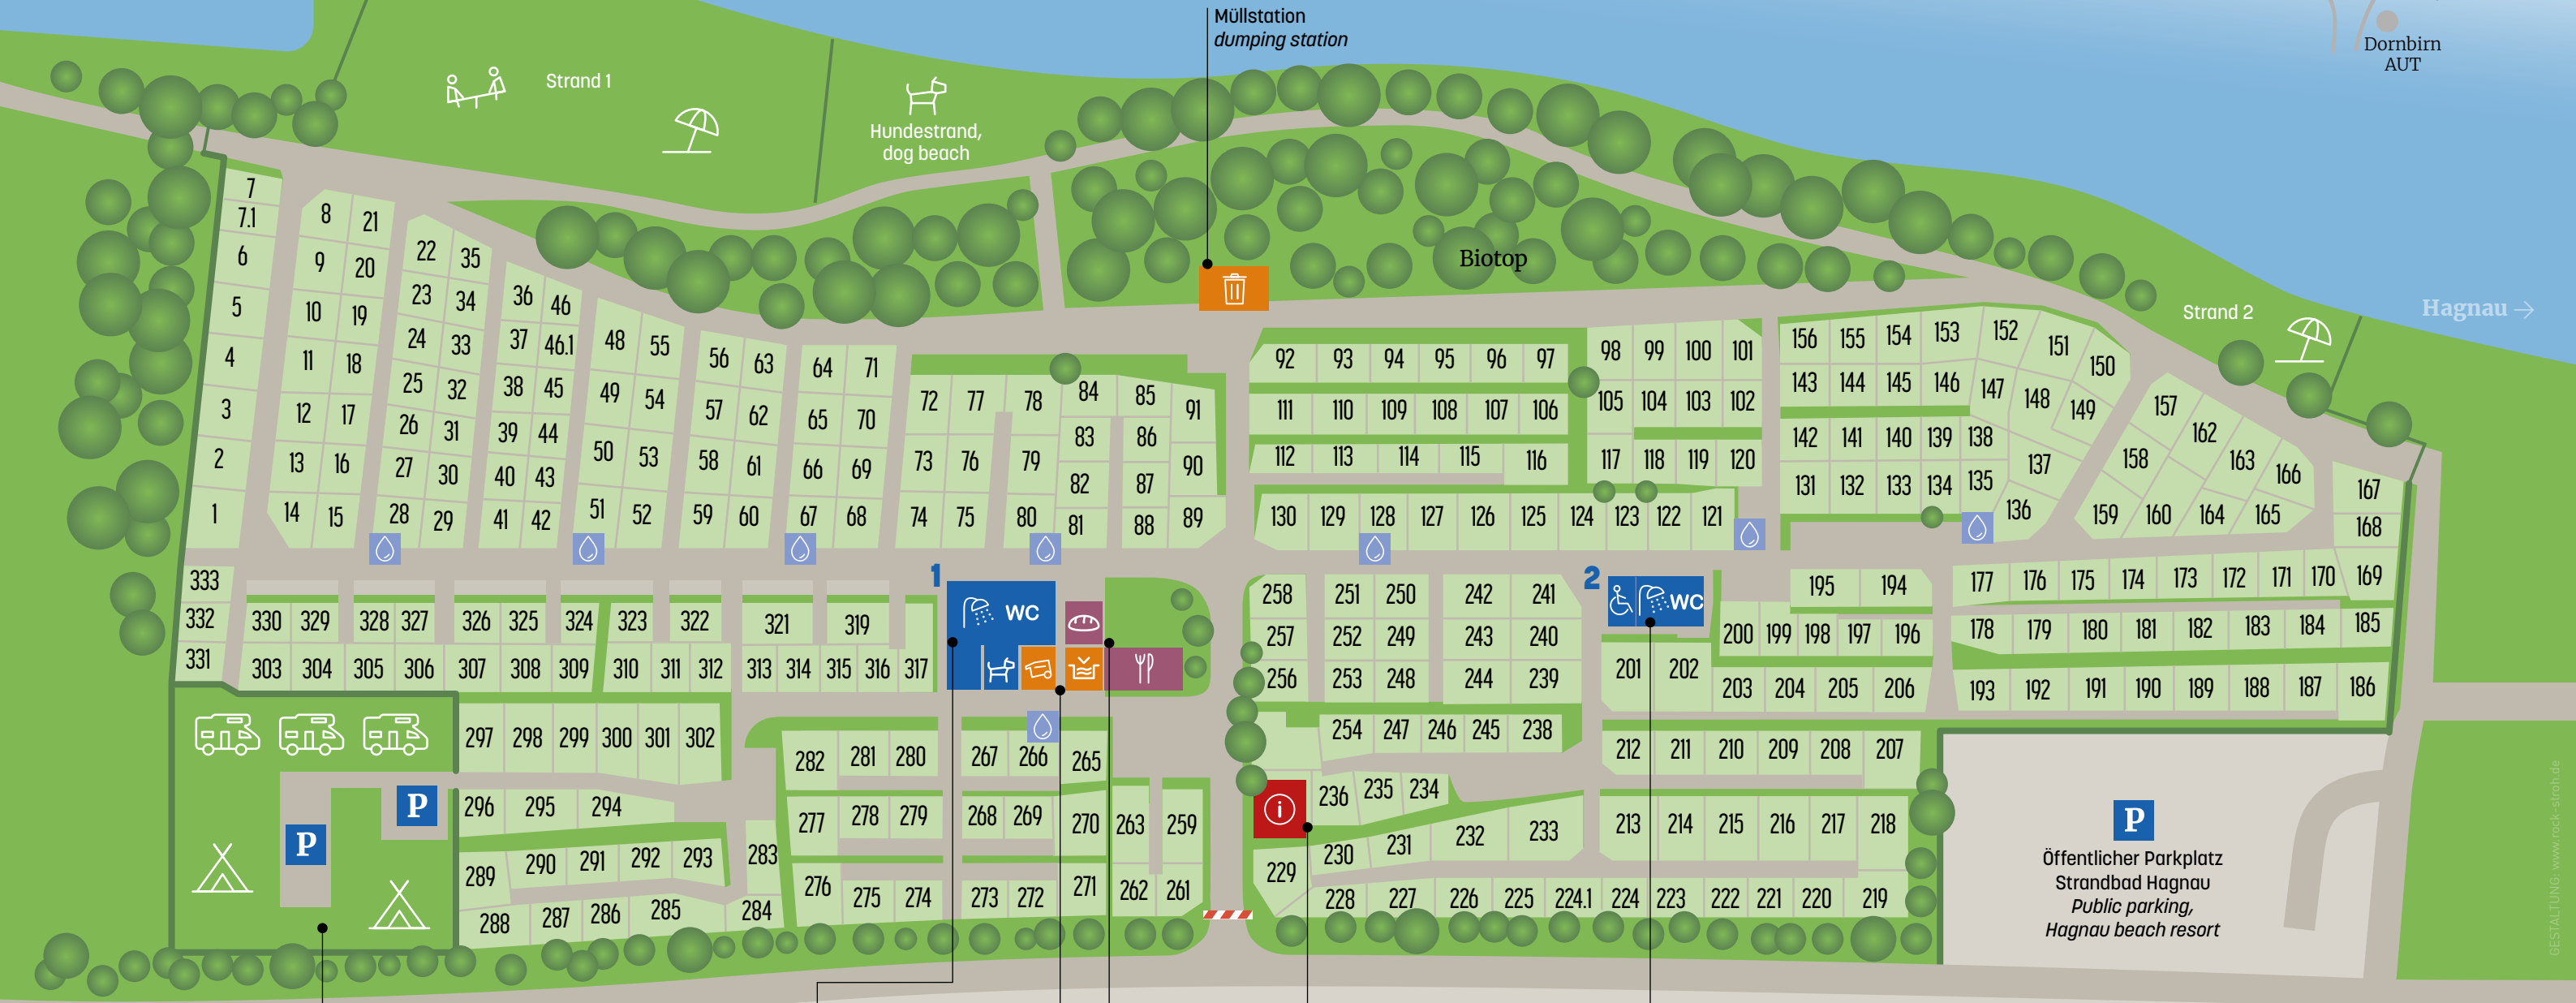 Müllstation
dumping station
Dornbirn
AUT
Strand 1
Hundestrand,
dog beach
Biotop
Strand 2
Hagnau →
7
7.1
6
5
4
3
2
1
8 21
9 20
10 19
11 18
12 17
13 16
14 15
22 35
23 34
24 33
25 32
26 31
27 30
28 29
36 46
37 46.1
38 45
39 44
40 43
41 42
48 55
49 54
50 53
51 52
56 63
57 62
58 61
59 60
64 71
65 70
66 69
67 68
72 77 78 84 85 91
83 86
73 76 79 82 87 90
74 75 80 81 88 89
92 93 94 95 96 97
111 110 109 108 107 106
112 113 114 115 116
130 129 128 127 126 125 124 123 122 121
98 99 100 101
105 104 103 102
117 118 119 120
156 155 154 153 152 151 150
143 144 145 146 147 148 149
142 141 140 139 138 137
131 132 133 134 135 136
157 162 163 166
158
159 160 164 165
167
168
333
332
331
330 329 328 327 326 325 324 323 322 321 319
303 304 305 306 307 308 309 310 311 312 313 314 315 316 317
1
WC
258 251 250 242 241
257 252 249 243 240
256 253 248 244 239
254 247 246 245 238
2
WC
195 194
200 199 198 197 196
201 202
203 204 205 206
177 176 175 174 173 172 171 170 169
178 179 180 181 182 183 184 185
193 192 191 190 189 188 187 186
297 298 299 300 301 302
296 295 294
289 290 291 292 293
288 287 286 285 284
283
P
P
282 281 280 267 266 265
277 278 279 268 269 270 263 259
276 275 274 273 272 271 262 261
i
236 235 234
229 230 231 232 233
228 227 226 225 224.1 224 223 222 221 220 219
212 211 210 209 208 207
213 214 215 216 217 218
P
Öffentlicher Parkplatz
Strandbad Hagnau
Public parking,
Hagnau beach resort
GESTALTUNG: www.rock-stroh.de